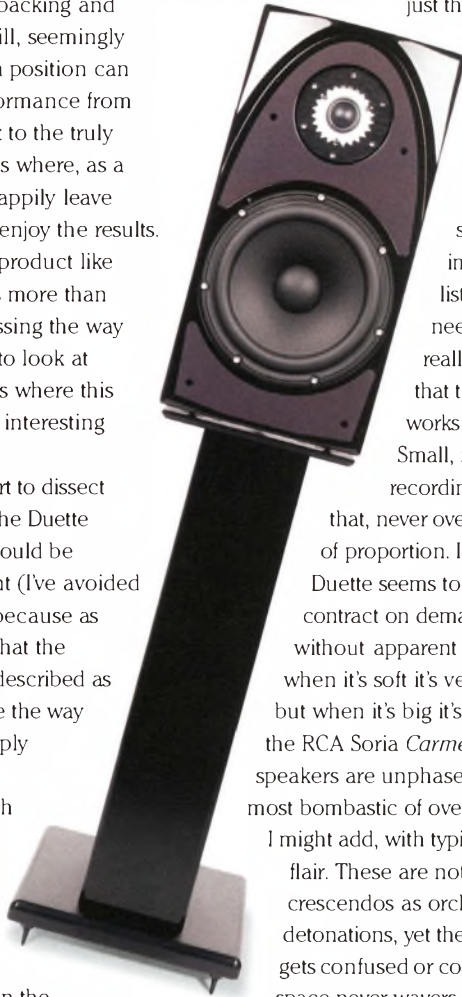 backing and
ill, seemingly
position can
ormance from
to the truly
s where, as a
appily leave
enjoy the results.
product like
more than
ssing the way
to look at
s where this
interesting
rt to dissect
he Duette
ould be
nt (I've avoided
because as
hat the
described as
e the way
ply
h
n the
just th
s
in
list
nee
reall
that t
works
Small,
recordin
that, never ove
of proportion. I
Duette seems to
contract on dema
without apparent
when it's soft it's ve
but when it's big it's
the RCA Soria Carme
speakers are unphase
most bombastic of ove
I might add, with typi
flair. These are not
crescendos as orcl
detonations, yet the
gets confused or co
space never wavers